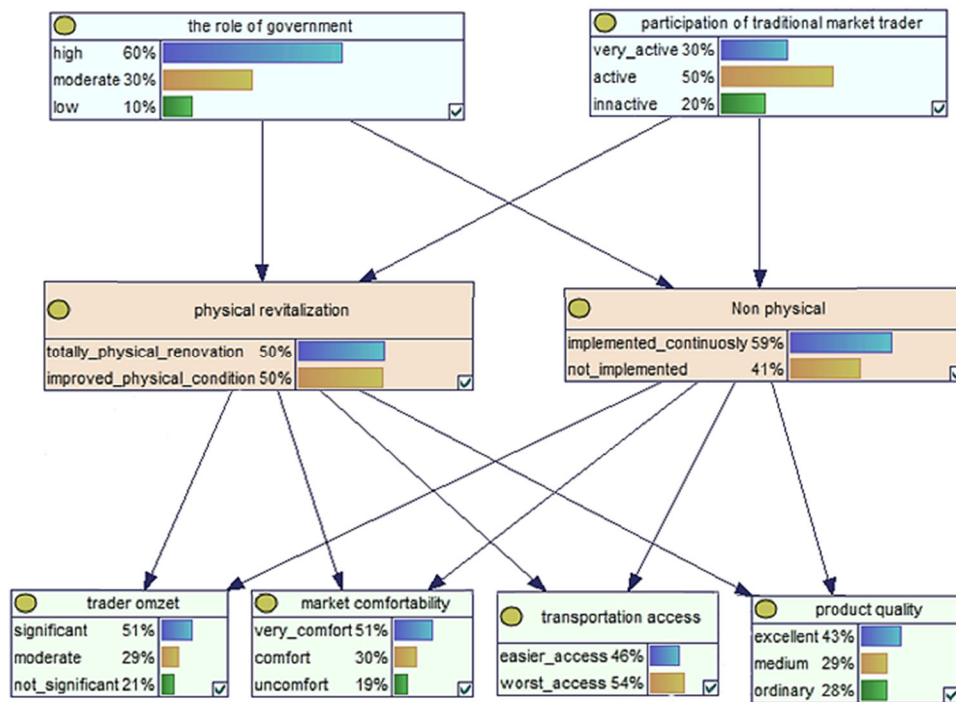 the role of government
high 60%
moderate 30%
low 10%
participation of traditional market trader
very_active 30%
active 50%
innactive 20%
physical revitalization
totally_physical_renovation 50%
improved_physical_condition 50%
Non physical
implemented_continuosly 59%
not_implemented 41%
trader omzet
significant 51%
moderate 29%
not_significant 21%
market comfortability
very_comfort 51%
comfort 30%
uncomfort 19%
transportation access
easier_access 46%
worst_access 54%
product quality
excellent 43%
medium 29%
ordinary 28%